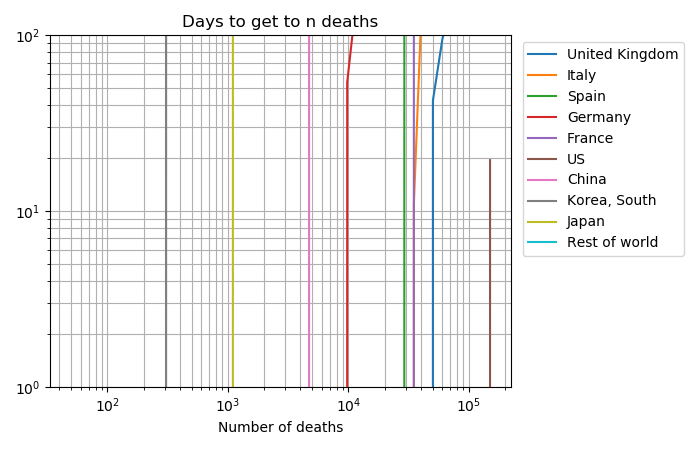 Days to get to n deaths
10²
10¹
10⁰
10²
10³
10⁴
10⁵
Number of deaths
United Kingdom
Italy
Spain
Germany
France
US
China
Korea, South
Japan
Rest of world